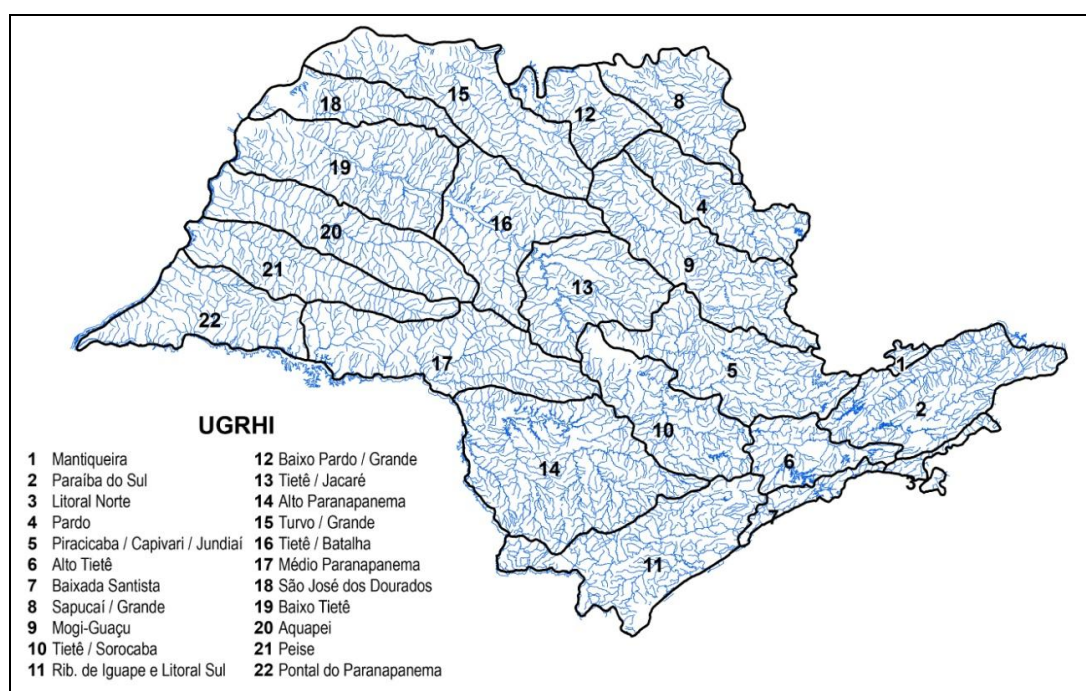 15
8
18
12
19
4
16
20
9
13
21
22
5
1
17
2
10
6
14
3
7
11
UGRHI
1 Mantiqueira
2 Paraíba do Sul
3 Litoral Norte
4 Pardo
5 Piracicaba / Capivari / Jundiaí
6 Alto Tietê
7 Baixada Santista
8 Sapucaí / Grande
9 Mogi-Guaçu
10 Tietê / Sorocaba
11 Rib. de Iguape e Litoral Sul
12 Baixo Pardo / Grande
13 Tietê / Jacaré
14 Alto Paranapanema
15 Turvo / Grande
16 Tietê / Batalha
17 Médio Paranapanema
18 São José dos Dourados
19 Baixo Tietê
20 Aquapei
21 Peise
22 Pontal do Paranapanema